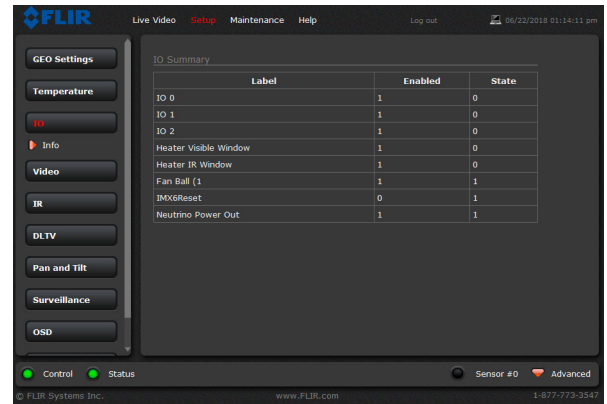 FLIR Live Video Setup Maintenance Help Log out 06/22/2018 01:14:11 pm
GEO Settings
Temperature
IO
Info
Video
IR
DLTV
Pan and Tilt
Surveillance
OSD
IO Summary
Label Enabled State
IO 0 1 0
IO 1 1 0
IO 2 1 0
Heater Visible Window 1 0
Heater IR Window 1 0
Fan Ball (1 1 1
IMX6Reset 0 1
Neutrino Power Out 1 1
Control Status Sensor #0 Advanced
© FLIR Systems Inc. www.FLIR.com 1-877-773-3547